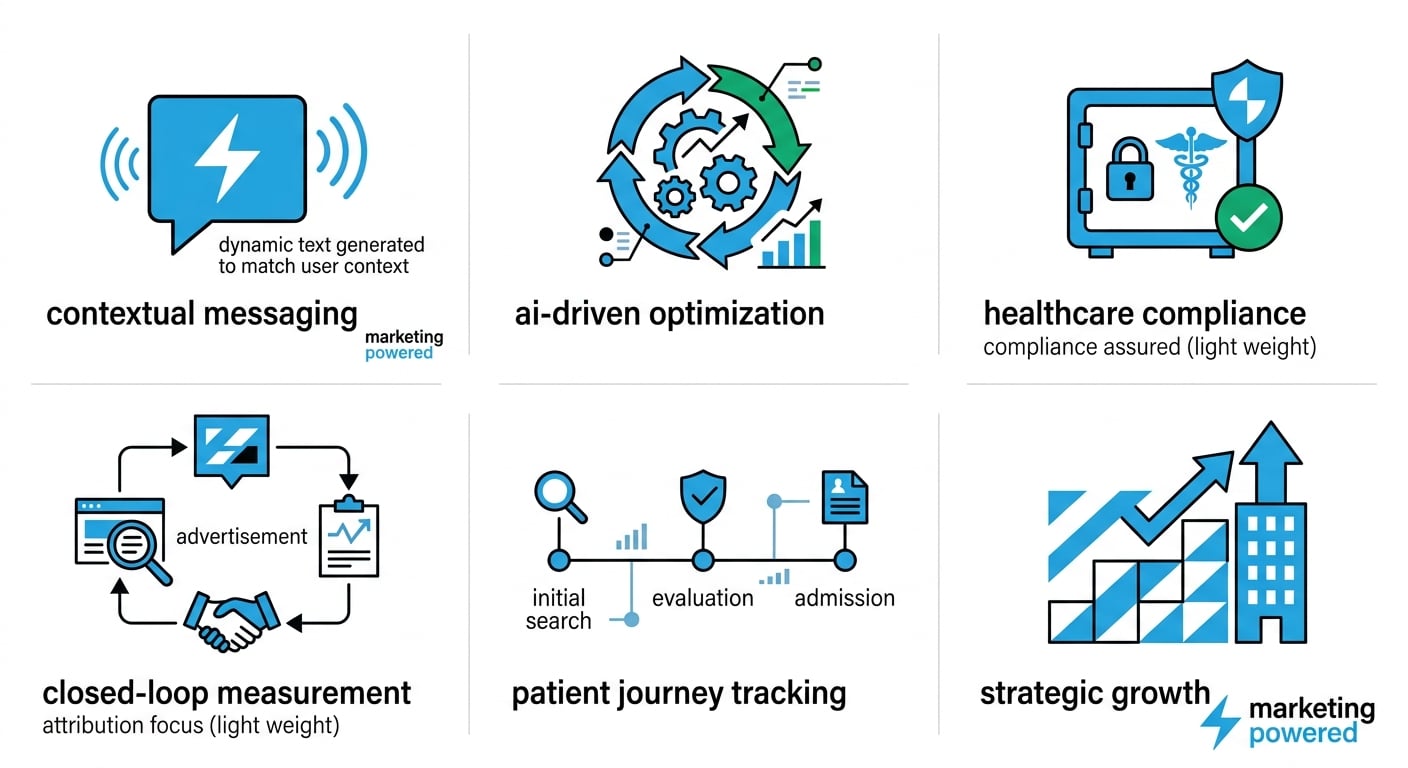 dynamic text generated
to match user context
contextual messaging
marketing
powered
ai-driven optimization
healthcare compliance
compliance assured (light weight)
advertisement
closed-loop measurement
attribution focus (light weight)
initial
search
evaluation
admission
patient journey tracking
strategic growth
marketing
powered